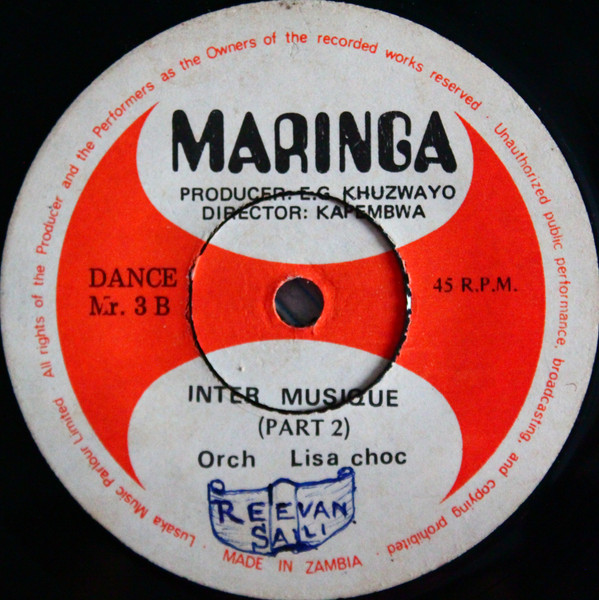 All rights of the Producer and the Performers as the Owners of the recorded works reserved
Unauthorized public performance, broadcasting, and copying prohibited
MARINGA
PRODUCER: E.G. KHUZWAYO
DIRECTOR: KAPEMBWA
DANCE
Mr. 3 B
45 R.P.M.
INTER MUSIQUE
(PART 2)
Orch Lisa choc
REEVAN
SAILI
Lusaka Music Parlour Limited
MADE IN ZAMBIA